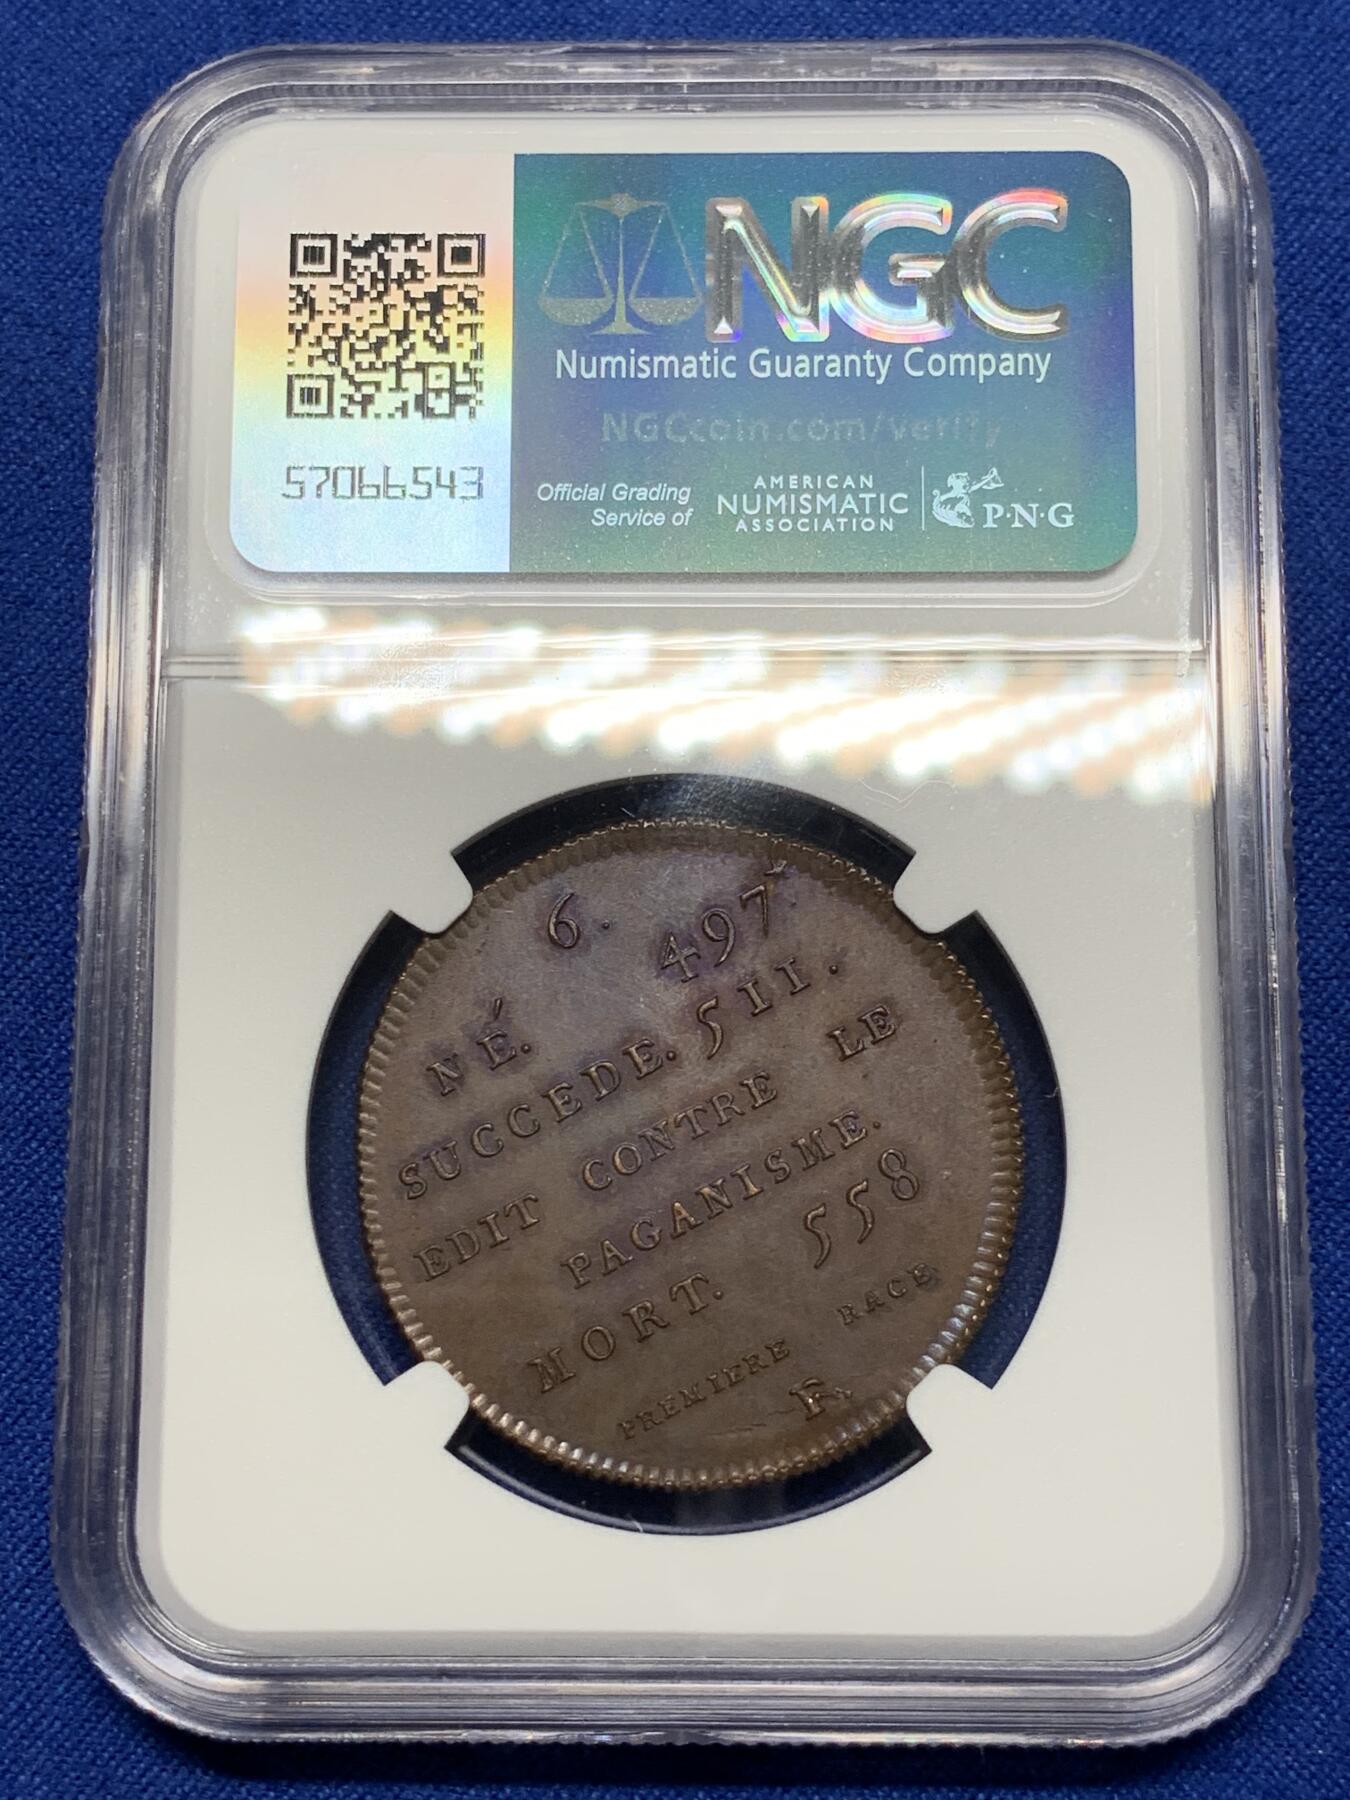 NGC
Numismatic Guaranty Company
NGCcoin.com/verify
57066543
Official Grading
Service of
AMERICAN
NUMISMATIC
ASSOCIATION
P·N·G
6.
NÉ. 497.
SUCCEDE. 511.
EDIT CONTRE LE
PAGANISME.
MORT. 558
PREMIERE RACE
F.